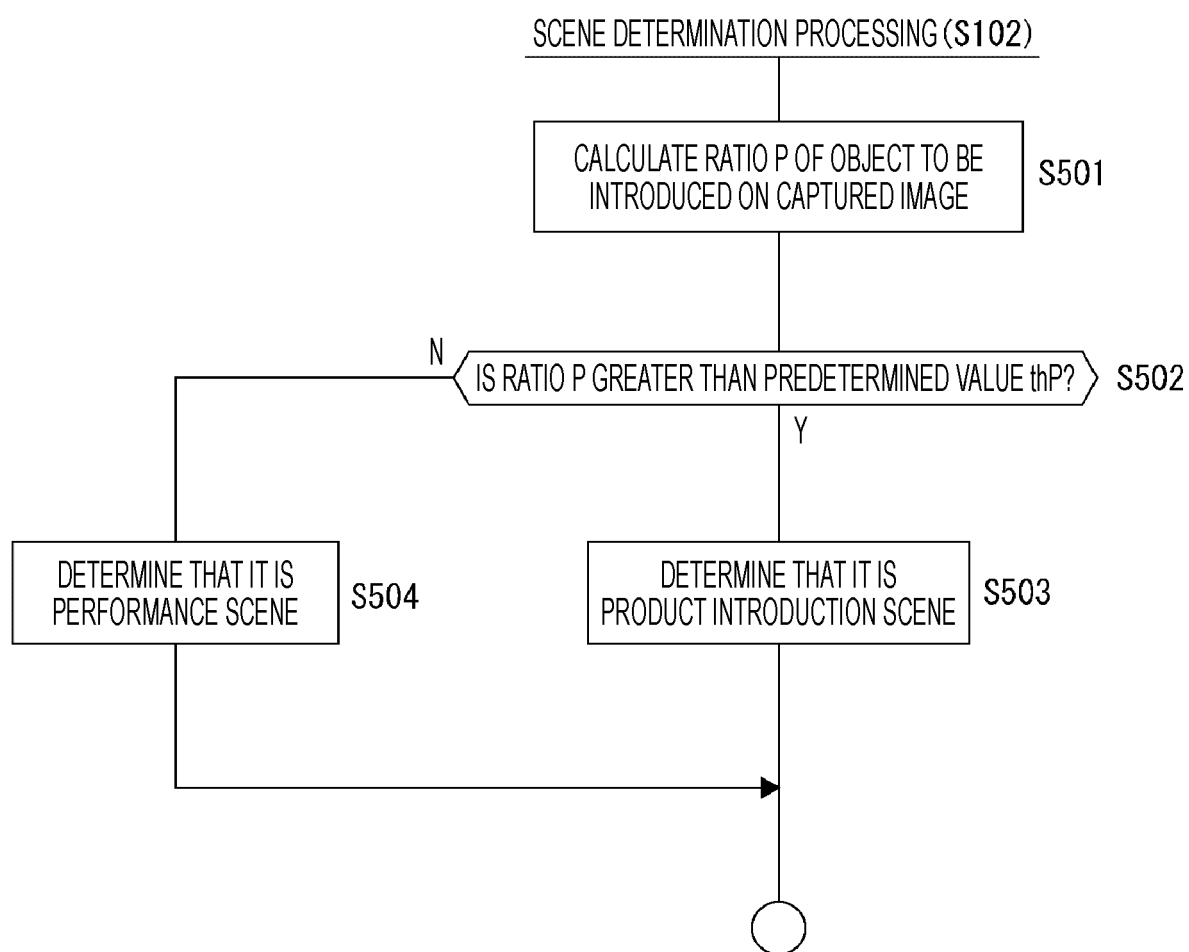 SCENE DETERMINATION PROCESSING (S102)
CALCULATE RATIO P OF OBJECT TO BE
INTRODUCED ON CAPTURED IMAGE
S501
N
IS RATIO P GREATER THAN PREDETERMINED VALUE thP?
S502
Y
DETERMINE THAT IT IS
PERFORMANCE SCENE
S504
DETERMINE THAT IT IS
PRODUCT INTRODUCTION SCENE
S503